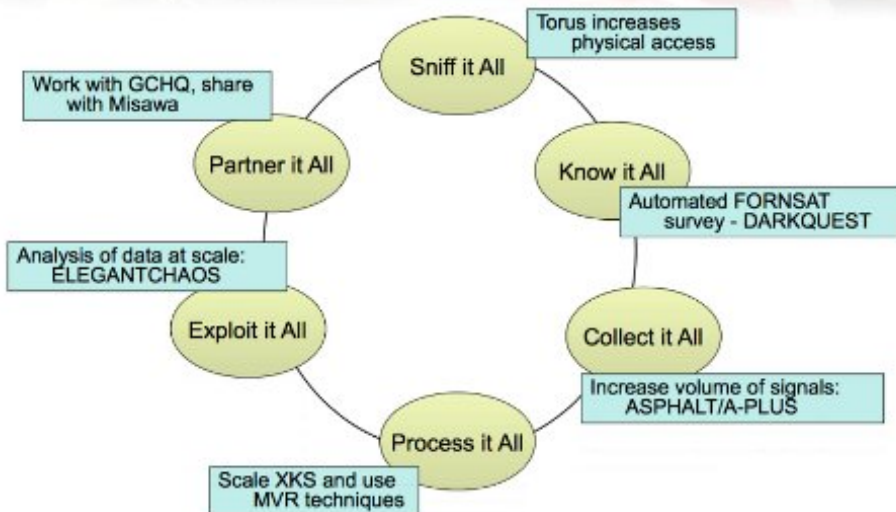 Sniff it All
Torus increases
physical access
Know it All
Automated FORNSAT
survey - DARKQUEST
Collect it All
Increase volume of signals:
ASPHALT/A-PLUS
Process it All
Scale XKS and use
MVR techniques
Exploit it All
Analysis of data at scale:
ELEGANTCHAOS
Partner it All
Work with GCHQ, share
with Misawa